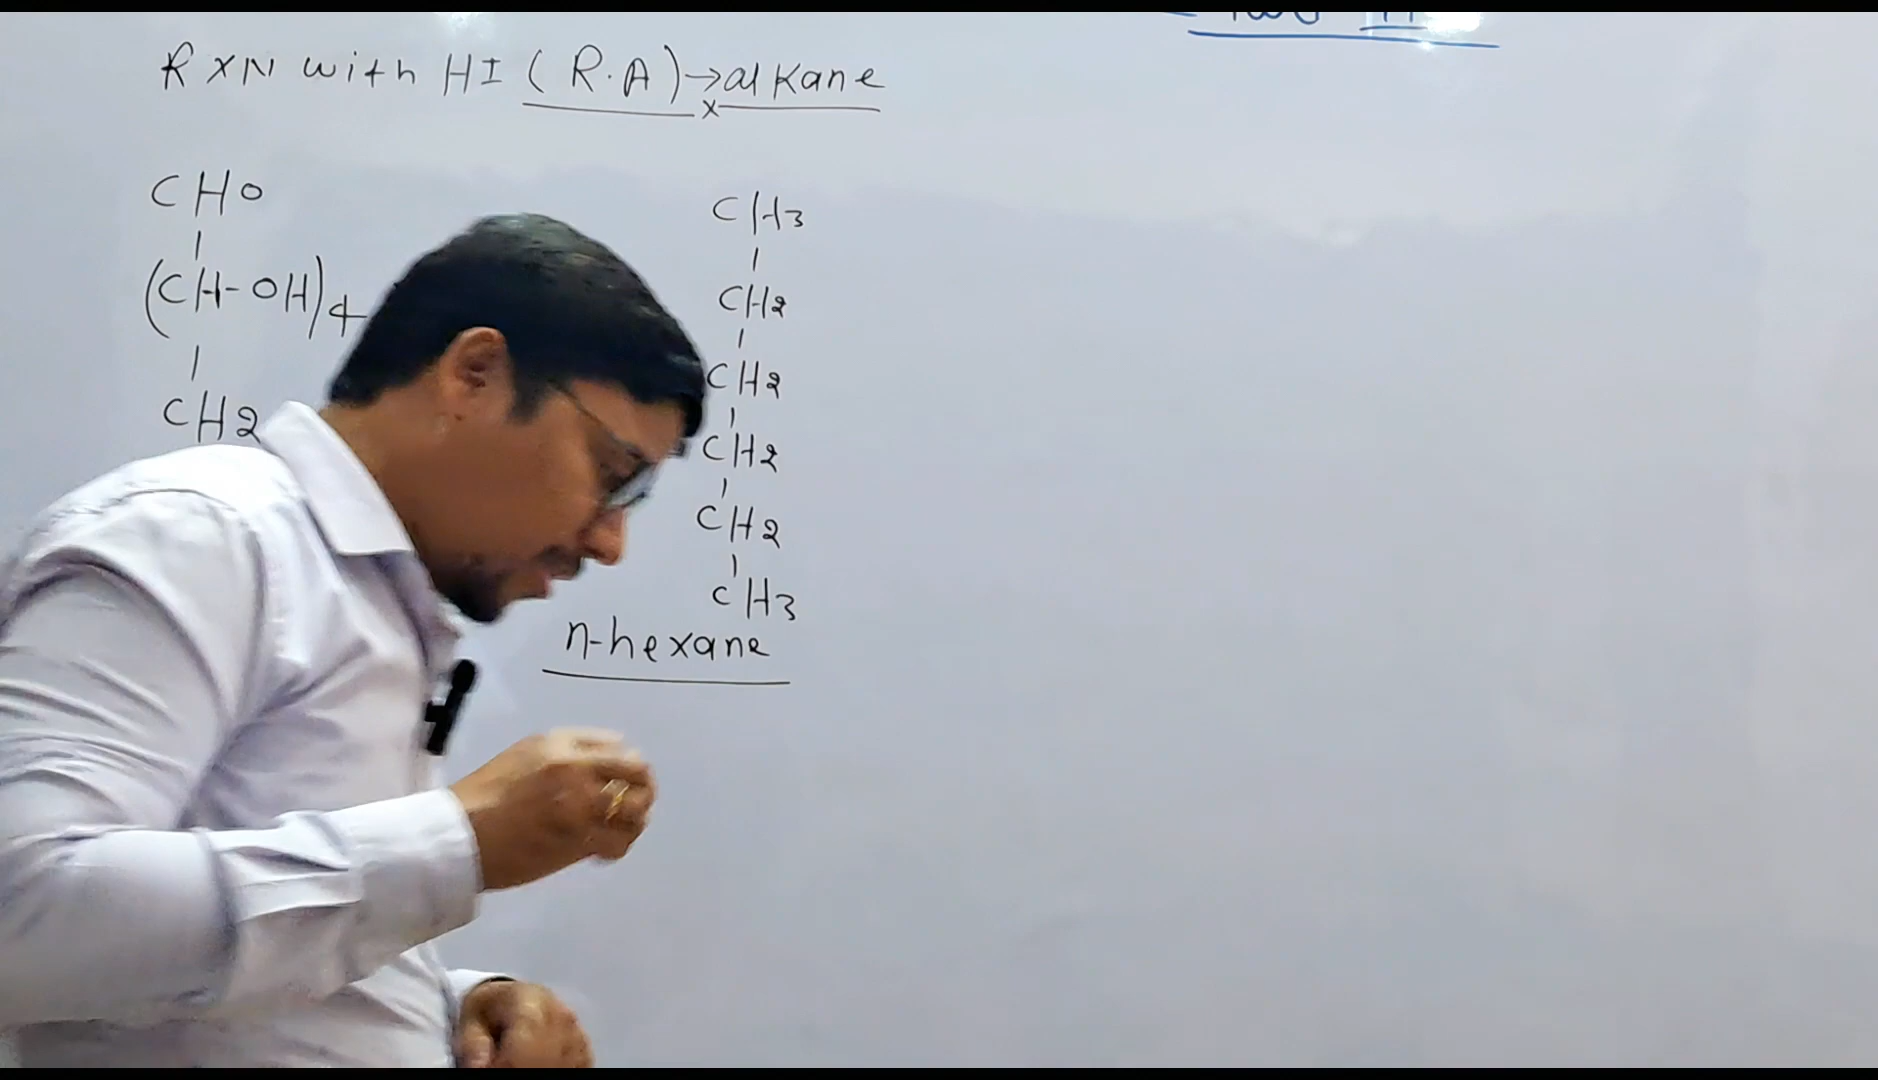 RXN with HI (R.A)→alkane
x
CHO
|
(CH-OH)4
|
CH2
CH3
|
CH2
|
CH2
|
CH2
|
CH2
|
CH3
n-hexane